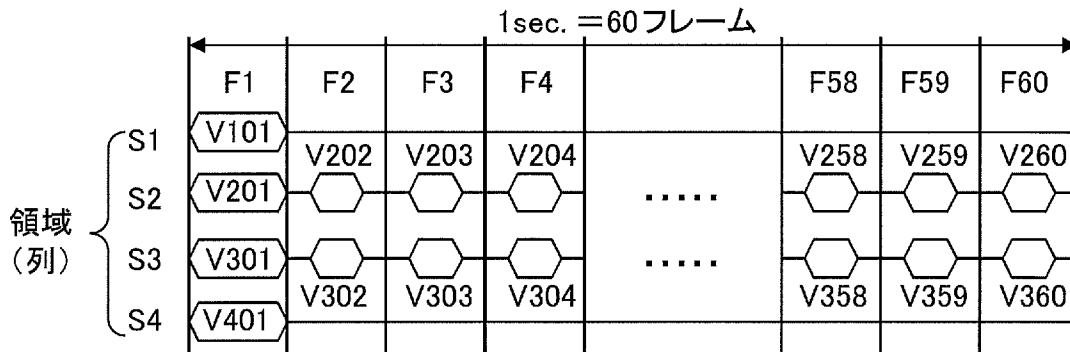 1sec. =60フレーム
F1 F2 F3 F4 F58 F59 F60
S1 V101
V202 V203 V204 V258 V259 V260
S2 V201 .....
領域
(列)
S3 V301 .....
V302 V303 V304 V358 V359 V360
S4 V401